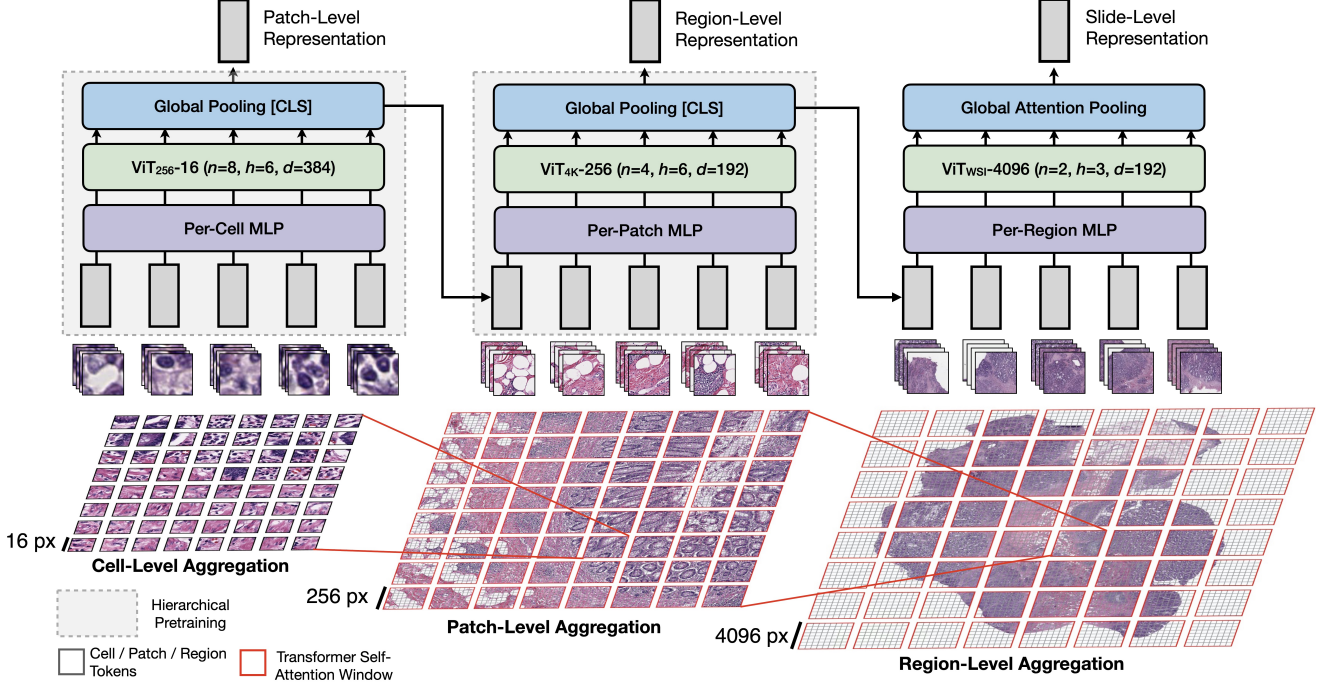 Patch-Level
Representation
Region-Level
Representation
Slide-Level
Representation
Global Pooling [CLS]
Global Pooling [CLS]
Global Attention Pooling
ViT256-16 (n=8, h=6, d=384)
ViT4K-256 (n=4, h=6, d=192)
ViTWSI-4096 (n=2, h=3, d=192)
Per-Cell MLP
Per-Patch MLP
Per-Region MLP
16 px
Cell-Level Aggregation
256 px
Patch-Level Aggregation
4096 px
Region-Level Aggregation
Hierarchical
Pretraining
Cell / Patch / Region
Tokens
Transformer Self-
Attention Window